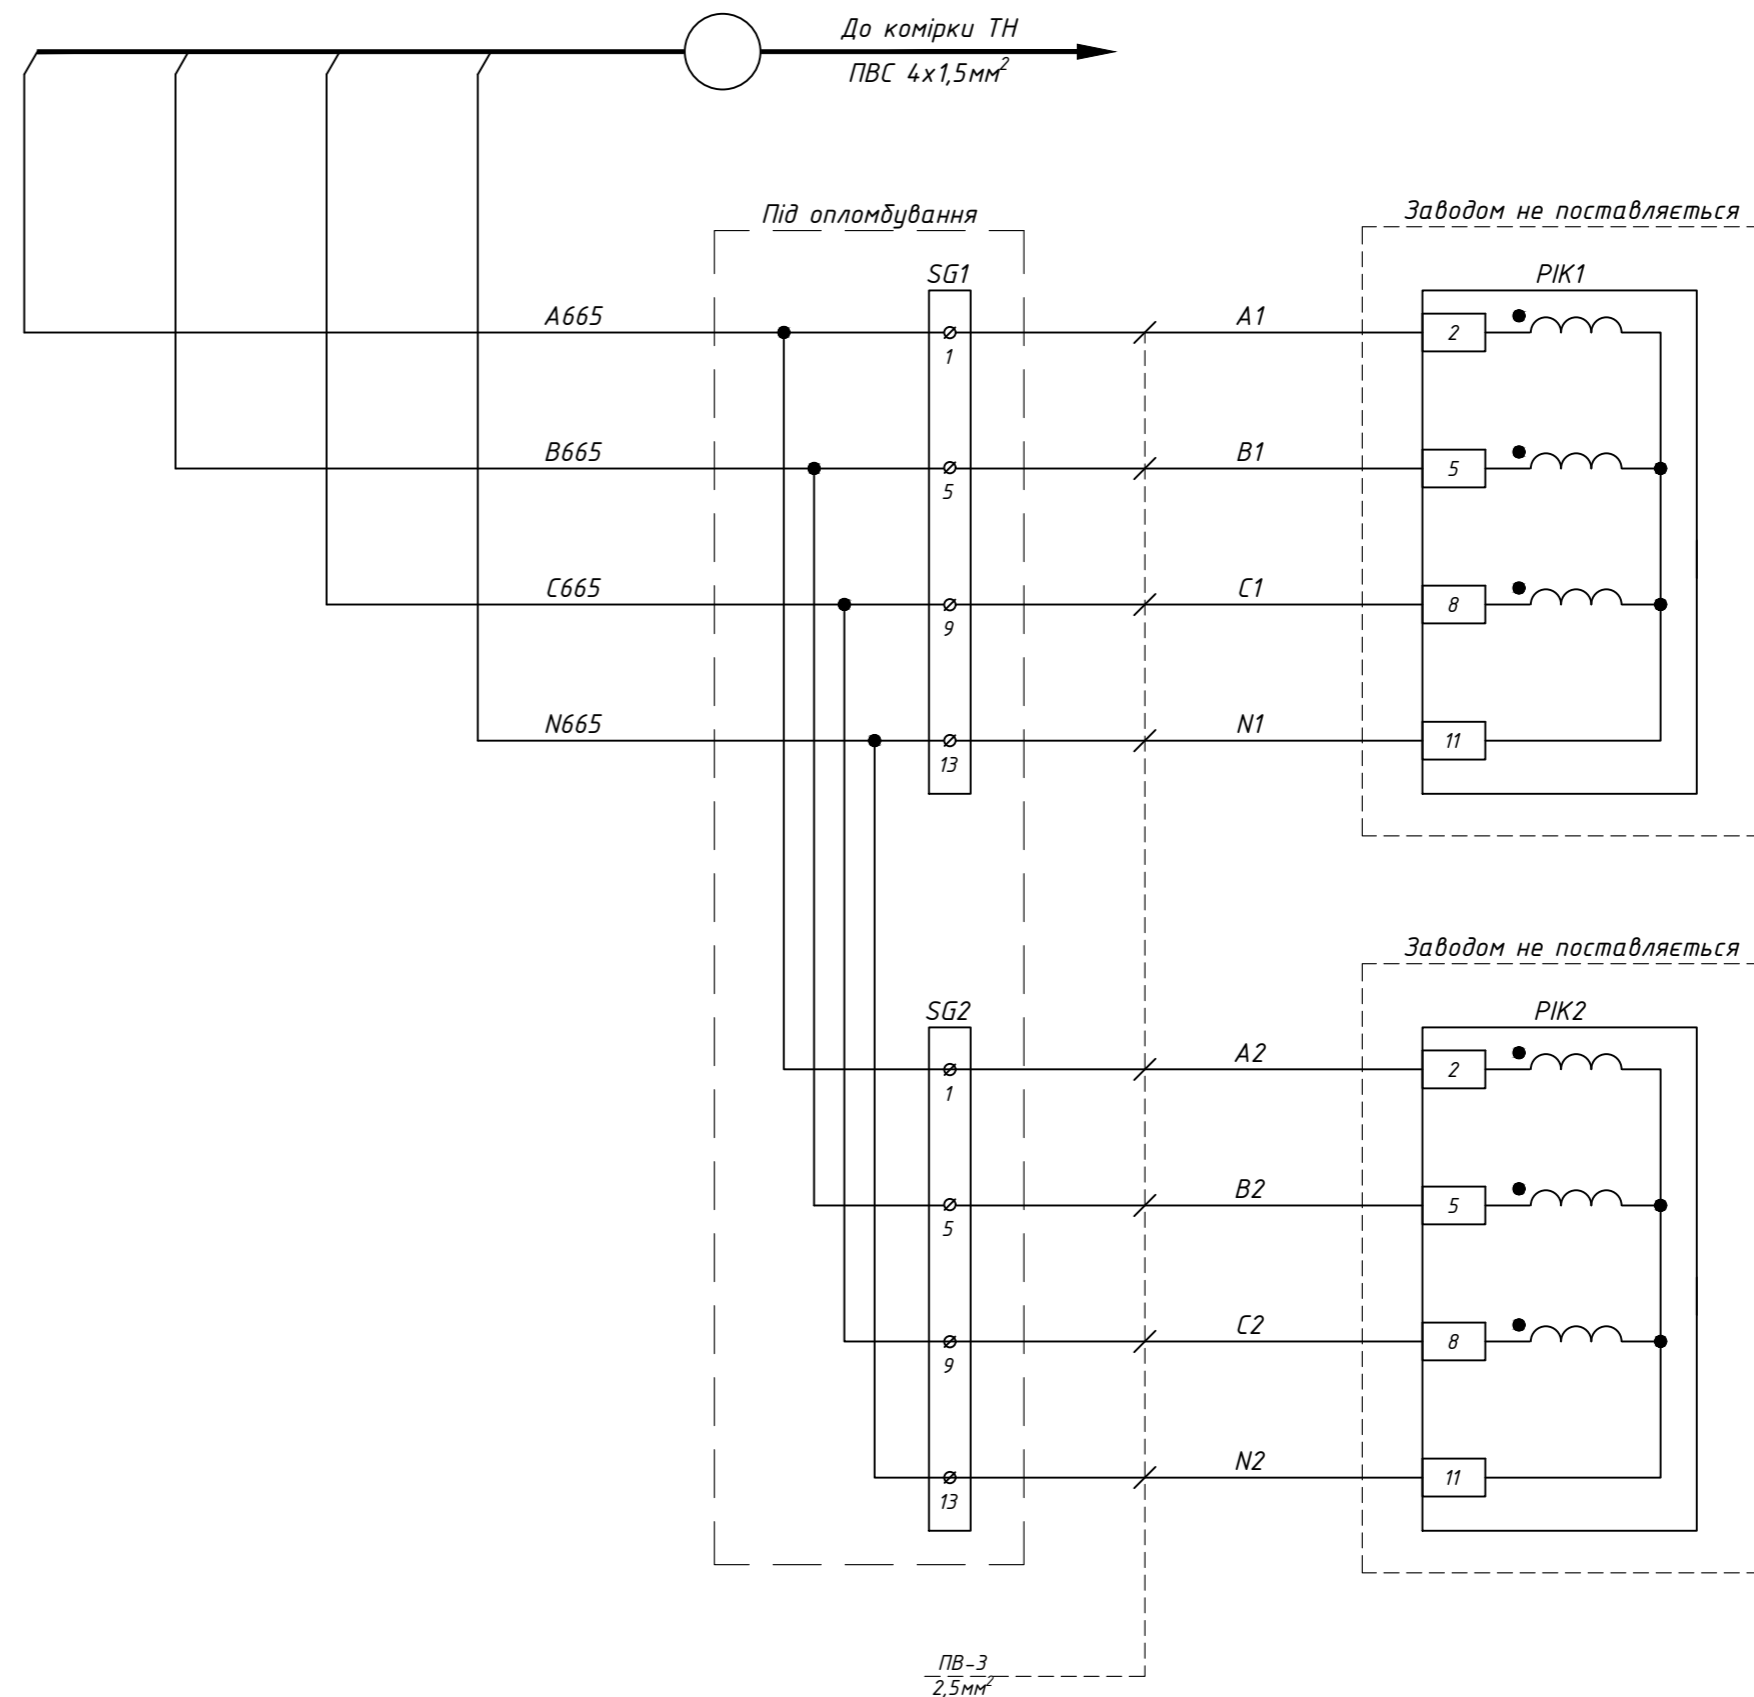 До комірки ТН
ПВС 4х1,5мм²
Під опломбування
Заводом не поставляється
SG1
PIK1
A665
1
A1
2
B665
5
B1
5
C665
9
C1
8
N665
13
N1
11
Заводом не поставляється
SG2
PIK2
1
A2
2
5
B2
5
9
C2
8
13
N2
11
ПВ-3
2,5мм²